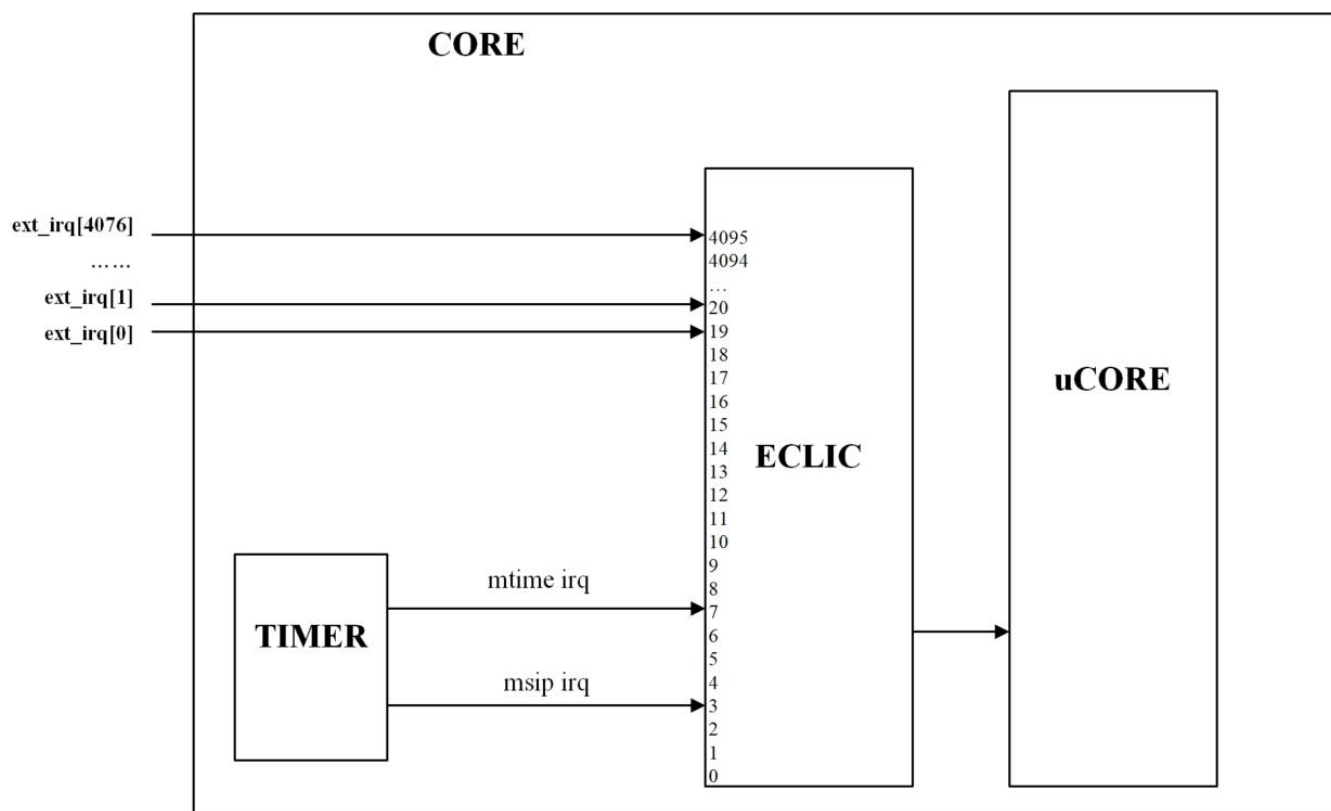 CORE
ext_irq[4076]
……
ext_irq[1]
ext_irq[0]
4095
4094
...
20
19
18
17
16
15
14
13
12
11
10
9
8
7
6
5
4
3
2
1
0
ECLIC
uCORE
TIMER
mtime irq
msip irq